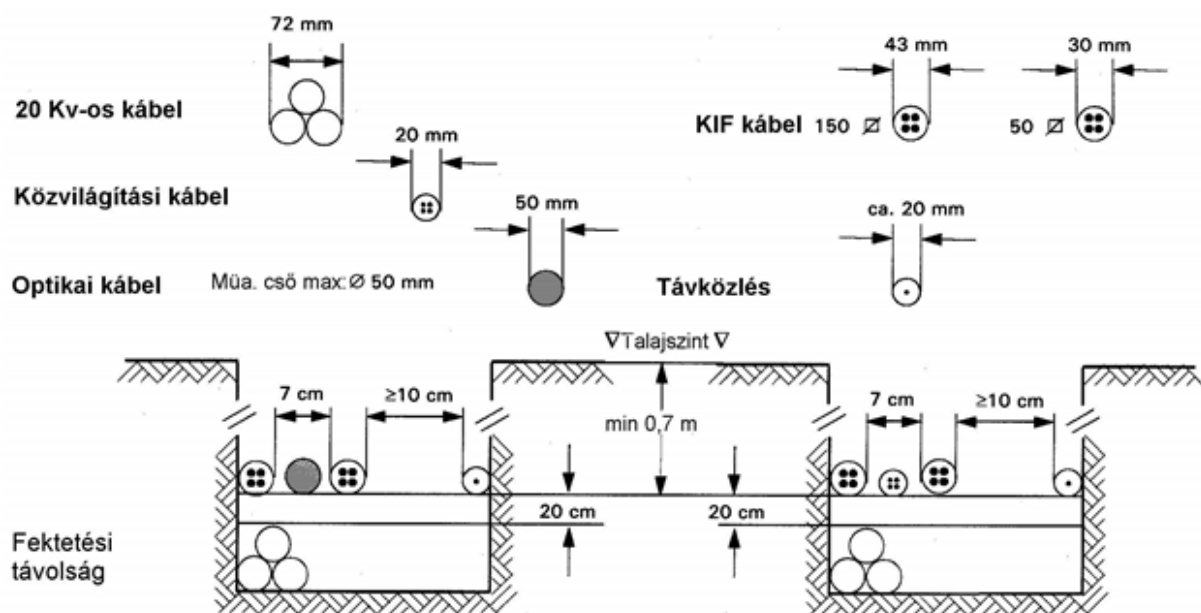 72 mm
43 mm 30 mm
20 Kv-os kábel
KIF kábel 150 50
20 mm
Közvilágítási kábel
50 mm ca. 20 mm
Optikai kábel Müa. cső max: Ø 50 mm Távközlés
∇Talajszint ∇
7 cm ≥10 cm 7 cm ≥10 cm
min 0,7 m
20 cm 20 cm
Fektetési
távolság